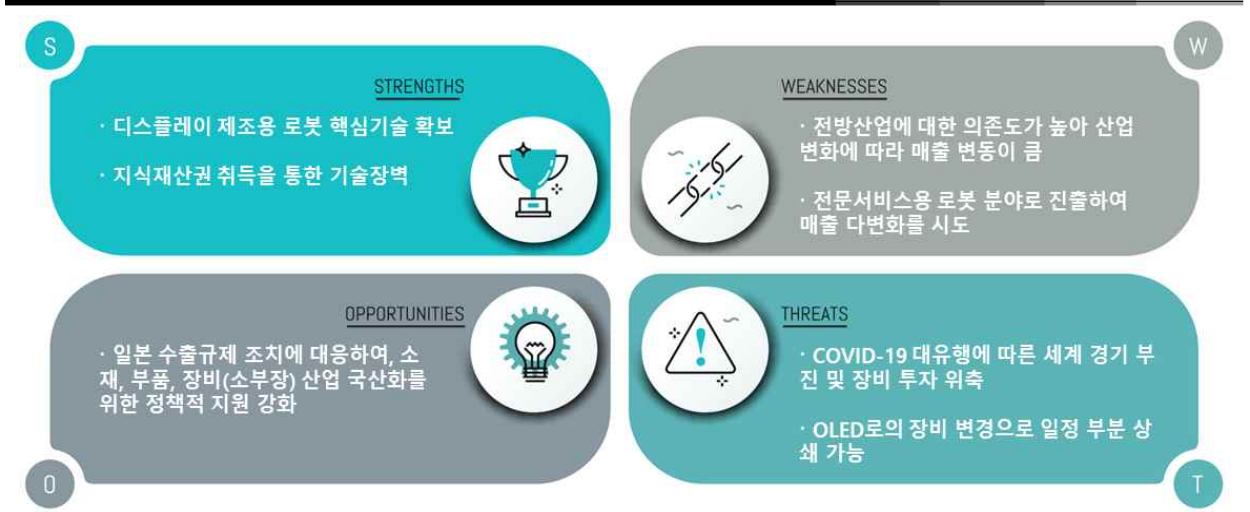 S
STRENGTHS
· 디스플레이 제조용 로봇 핵심기술 확보
· 지식재산권 취득을 통한 기술장벽
W
WEAKNESSES
· 전방산업에 대한 의존도가 높아 산업
변화에 따라 매출 변동이 큼
· 전문서비스용 로봇 분야로 진출하여
매출 다변화를 시도
OPPORTUNITIES
· 일본 수출규제 조치에 대응하여, 소
재, 부품, 장비(소부장) 산업 국산화를
위한 정책적 지원 강화
O
THREATS
· COVID-19 대유행에 따른 세계 경기 부
진 및 장비 투자 위축
· OLED로의 장비 변경으로 일정 부분 상
쇄 가능
T